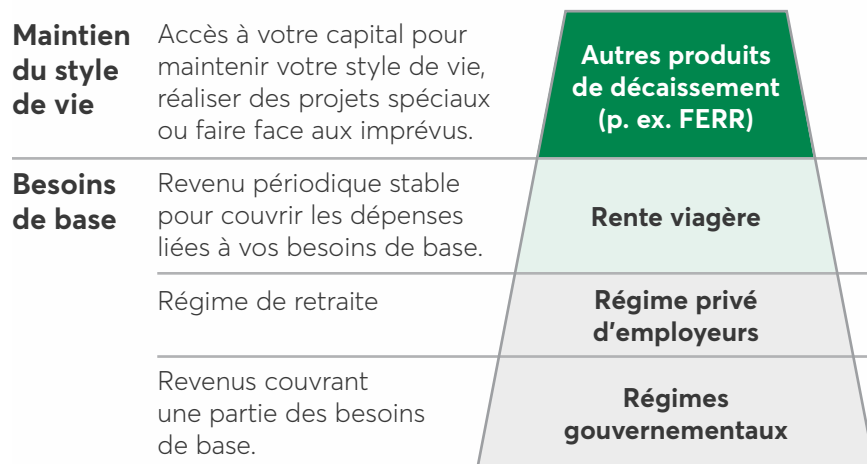 Maintien
du style
de vie
Accès à votre capital pour
maintenir votre style de vie,
réaliser des projets spéciaux
ou faire face aux imprévus.
Autres produits
de décaissement
(p. ex. FERR)
Besoins
de base
Revenu périodique stable
pour couvrir les dépenses
liées à vos besoins de base.
Rente viagère
Régime de retraite
Régime privé
d’employeurs
Revenus couvrant
une partie des besoins
de base.
Régimes
gouvernementaux